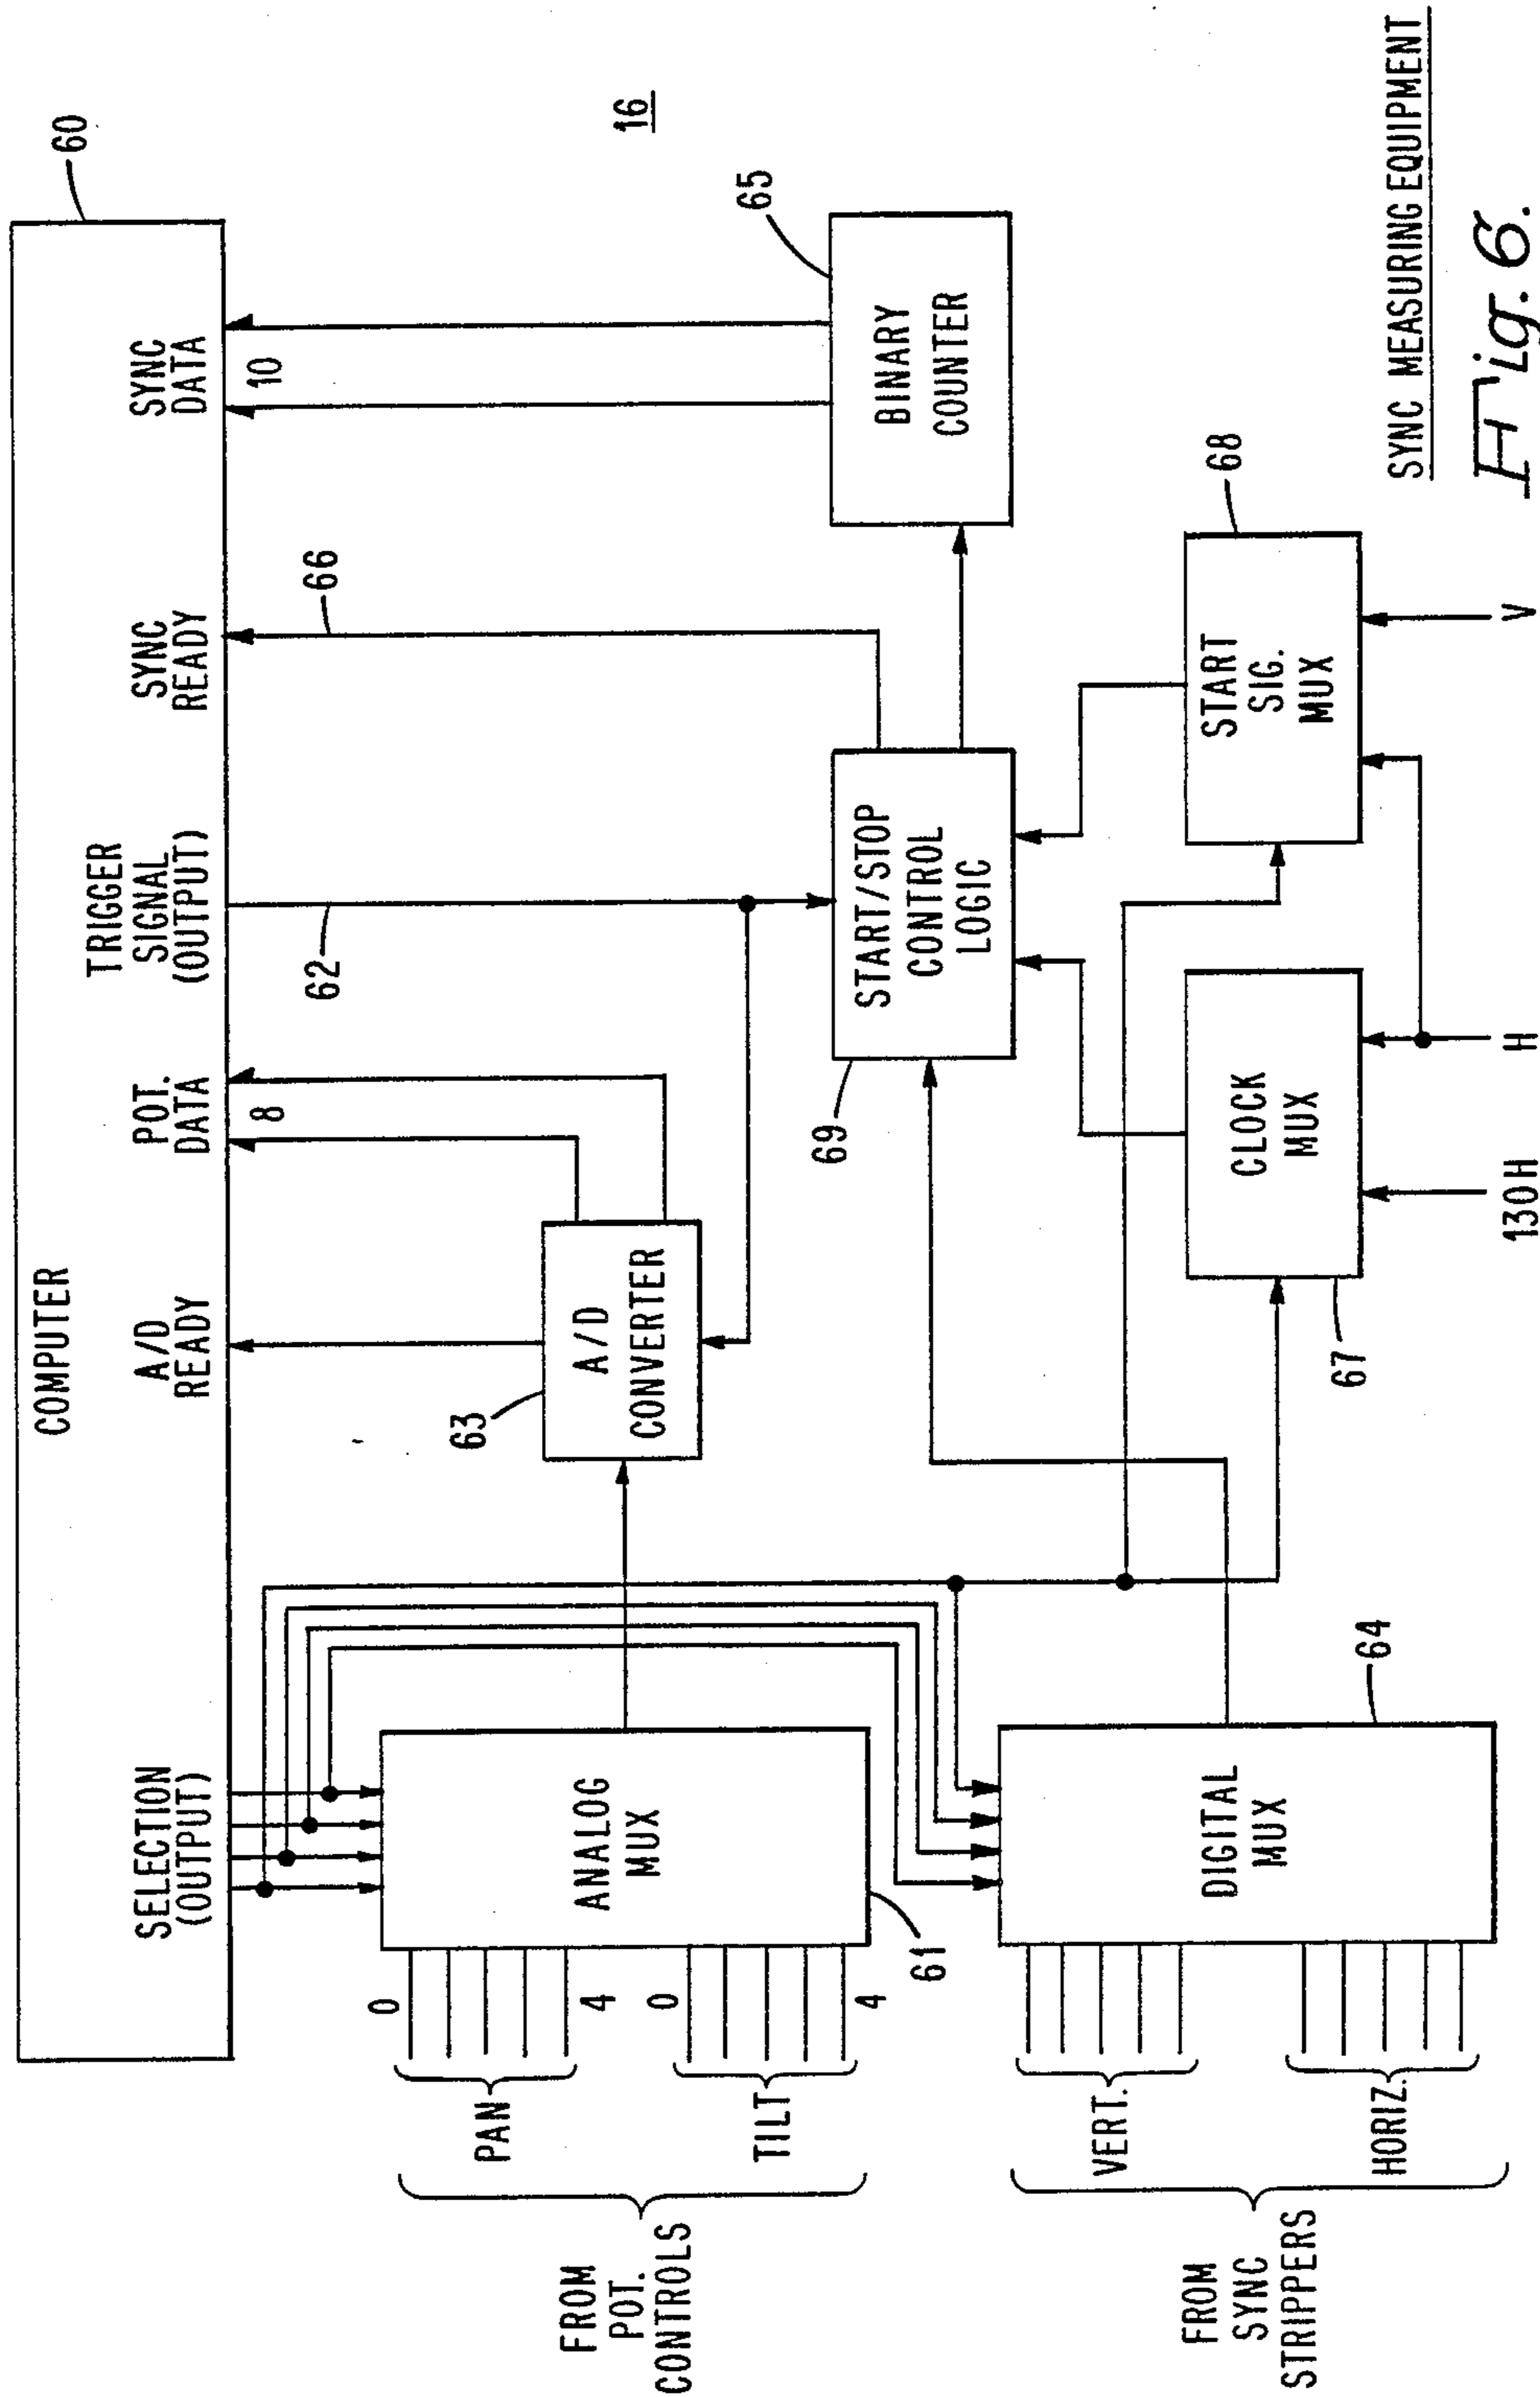 COMPUTER
60
SELECTION
(OUTPUT)
A/D
READY
POT.
DATA
8
TRIGGER
SIGNAL
(OUTPUT)
SYNC
READY
SYNC
DATA
10
62
66
16
FROM
POT.
CONTROLS
PAN
TILT
0
4
0
4
ANALOG
MUX
61
63
A/D
CONVERTER
69
START/STOP
CONTROL
LOGIC
65
BINARY
COUNTER
FROM
SYNC
STRIPPERS
VERT.
HORIZ.
DIGITAL
MUX
64
CLOCK
MUX
67
START
SIG.
MUX
68
130H
H
V
SYNC MEASURING EQUIPMENT
Fig. 6.